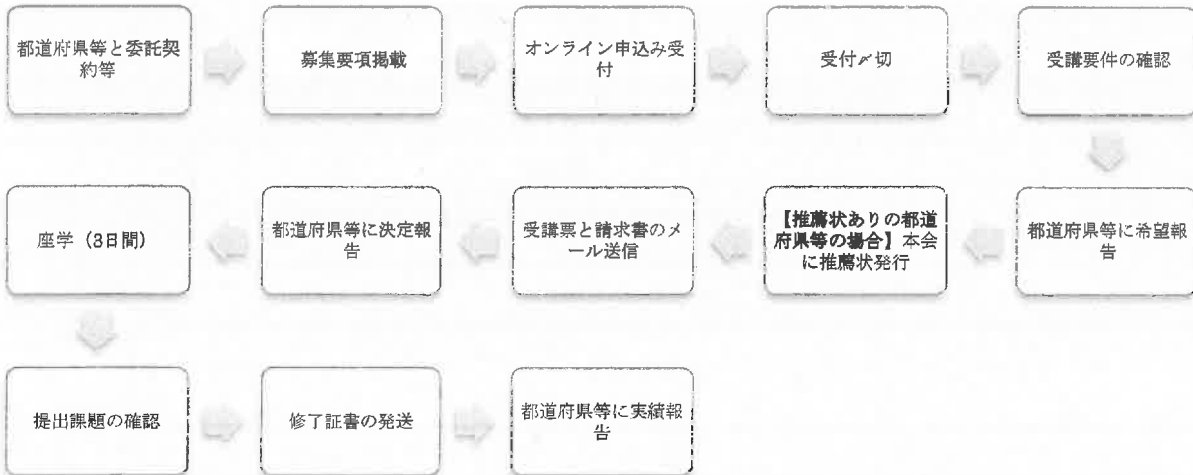 都道府県等と委託契
約等
募集要項掲載
オンライン申込み受
付
受付〆切
受講要件の確認
都道府県等に希望報
告
【推薦状ありの都道
府県等の場合】本会
に推薦状発行
受講票と請求書のメ
ール送信
都道府県等に決定報
告
座学（3日間）
提出課題の確認
修了証書の発送
都道府県等に実績報
告